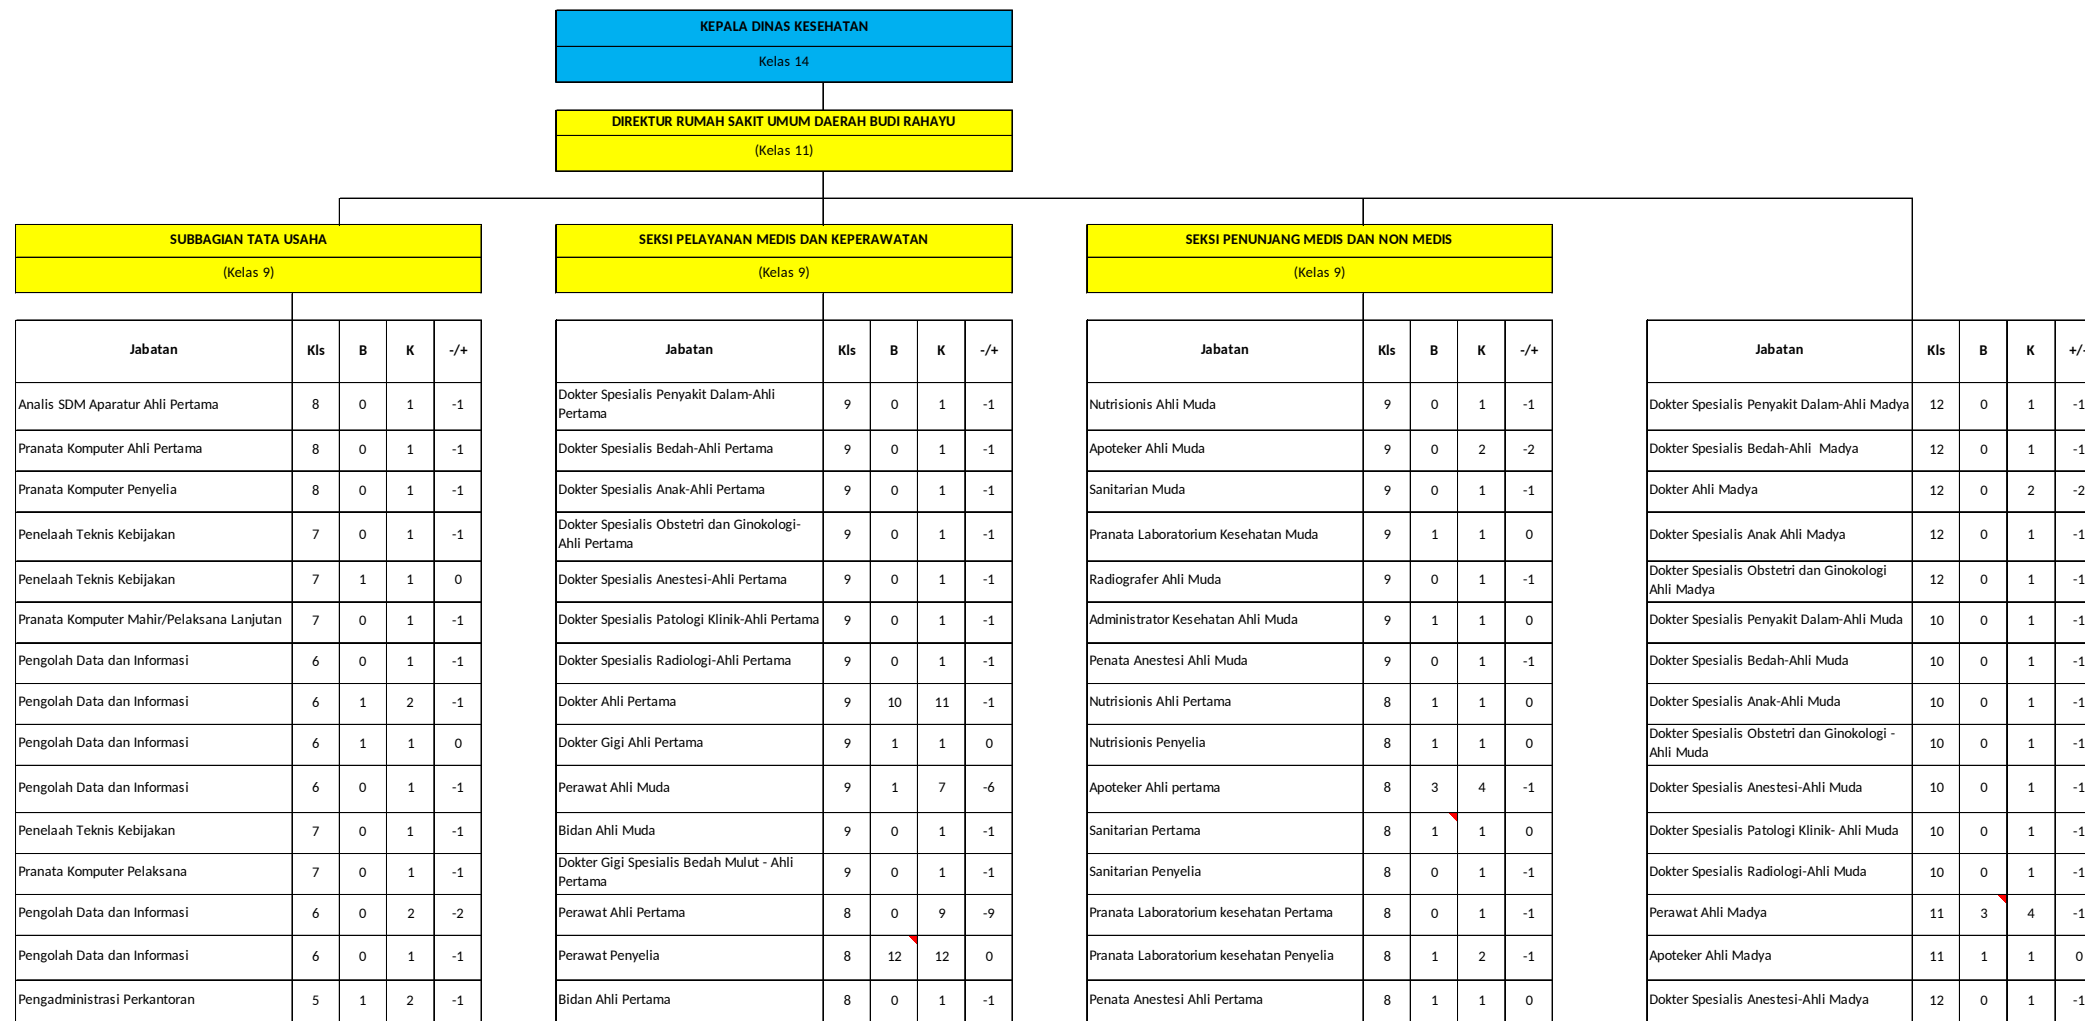 KEPALA DINAS KESEHATAN
Kelas 14
DIREKTUR RUMAH SAKIT UMUM DAERAH BUDI RAHAYU
(Kelas 11)
SUBBAGIAN TATA USAHA
(Kelas 9)
Jabatan Kls B K -/+
Analis SDM Aparatur Ahli Pertama 8 0 1 -1
Pranata Komputer Ahli Pertama 8 0 1 -1
Pranata Komputer Penyelia 8 0 1 -1
Penelaah Teknis Kebijakan 7 0 1 -1
Penelaah Teknis Kebijakan 7 1 1 0
Pranata Komputer Mahir/Pelaksana Lanjutan 7 0 1 -1
Pengolah Data dan Informasi 6 0 1 -1
Pengolah Data dan Informasi 6 1 2 -1
Pengolah Data dan Informasi 6 1 1 0
Pengolah Data dan Informasi 6 0 1 -1
Penelaah Teknis Kebijakan 7 0 1 -1
Pranata Komputer Pelaksana 7 0 1 -1
Pengolah Data dan Informasi 6 0 2 -2
Pengolah Data dan Informasi 6 0 1 -1
Pengadministrasi Perkantoran 5 1 2 -1
SEKSI PELAYANAN MEDIS DAN KEPERAWATAN
(Kelas 9)
Jabatan Kls B K -/+
Dokter Spesialis Penyakit Dalam-Ahli
Pertama 9 0 1 -1
Dokter Spesialis Bedah-Ahli Pertama 9 0 1 -1
Dokter Spesialis Anak-Ahli Pertama 9 0 1 -1
Dokter Spesialis Obstetri dan Ginokologi-
Ahli Pertama 9 0 1 -1
Dokter Spesialis Anestesi-Ahli Pertama 9 0 1 -1
Dokter Spesialis Patologi Klinik-Ahli Pertama 9 0 1 -1
Dokter Spesialis Radiologi-Ahli Pertama 9 0 1 -1
Dokter Ahli Pertama 9 10 11 -1
Dokter Gigi Ahli Pertama 9 1 1 0
Perawat Ahli Muda 9 1 7 -6
Bidan Ahli Muda 9 0 1 -1
Dokter Gigi Spesialis Bedah Mulut - Ahli
Pertama 9 0 1 -1
Perawat Ahli Pertama 8 0 9 -9
Perawat Penyelia 8 12 12 0
Bidan Ahli Pertama 8 0 1 -1
SEKSI PENUNJANG MEDIS DAN NON MEDIS
(Kelas 9)
Jabatan Kls B K -/+
Nutrisionis Ahli Muda 9 0 1 -1
Apoteker Ahli Muda 9 0 2 -2
Sanitarian Muda 9 0 1 -1
Pranata Laboratorium Kesehatan Muda 9 1 1 0
Radiografer Ahli Muda 9 0 1 -1
Administrator Kesehatan Ahli Muda 9 1 1 0
Penata Anestesi Ahli Muda 9 0 1 -1
Nutrisionis Ahli Pertama 8 1 1 0
Nutrisionis Penyelia 8 1 1 0
Apoteker Ahli pertama 8 3 4 -1
Sanitarian Pertama 8 1 1 0
Sanitarian Penyelia 8 0 1 -1
Pranata Laboratorium kesehatan Pertama 8 0 1 -1
Pranata Laboratorium kesehatan Penyelia 8 1 2 -1
Penata Anestesi Ahli Pertama 8 1 1 0
Jabatan Kls B K +/-
Dokter Spesialis Penyakit Dalam-Ahli Madya 12 0 1 -1
Dokter Spesialis Bedah-Ahli Madya 12 0 1 -1
Dokter Ahli Madya 12 0 2 -2
Dokter Spesialis Anak Ahli Madya 12 0 1 -1
Dokter Spesialis Obstetri dan Ginokologi
Ahli Madya 12 0 1 -1
Dokter Spesialis Penyakit Dalam-Ahli Muda 10 0 1 -1
Dokter Spesialis Bedah-Ahli Muda 10 0 1 -1
Dokter Spesialis Anak-Ahli Muda 10 0 1 -1
Dokter Spesialis Obstetri dan Ginokologi -
Ahli Muda 10 0 1 -1
Dokter Spesialis Anestesi-Ahli Muda 10 0 1 -1
Dokter Spesialis Patologi Klinik- Ahli Muda 10 0 1 -1
Dokter Spesialis Radiologi-Ahli Muda 10 0 1 -1
Perawat Ahli Madya 11 3 4 -1
Apoteker Ahli Madya 11 1 1 0
Dokter Spesialis Anestesi-Ahli Madya 12 0 1 -1